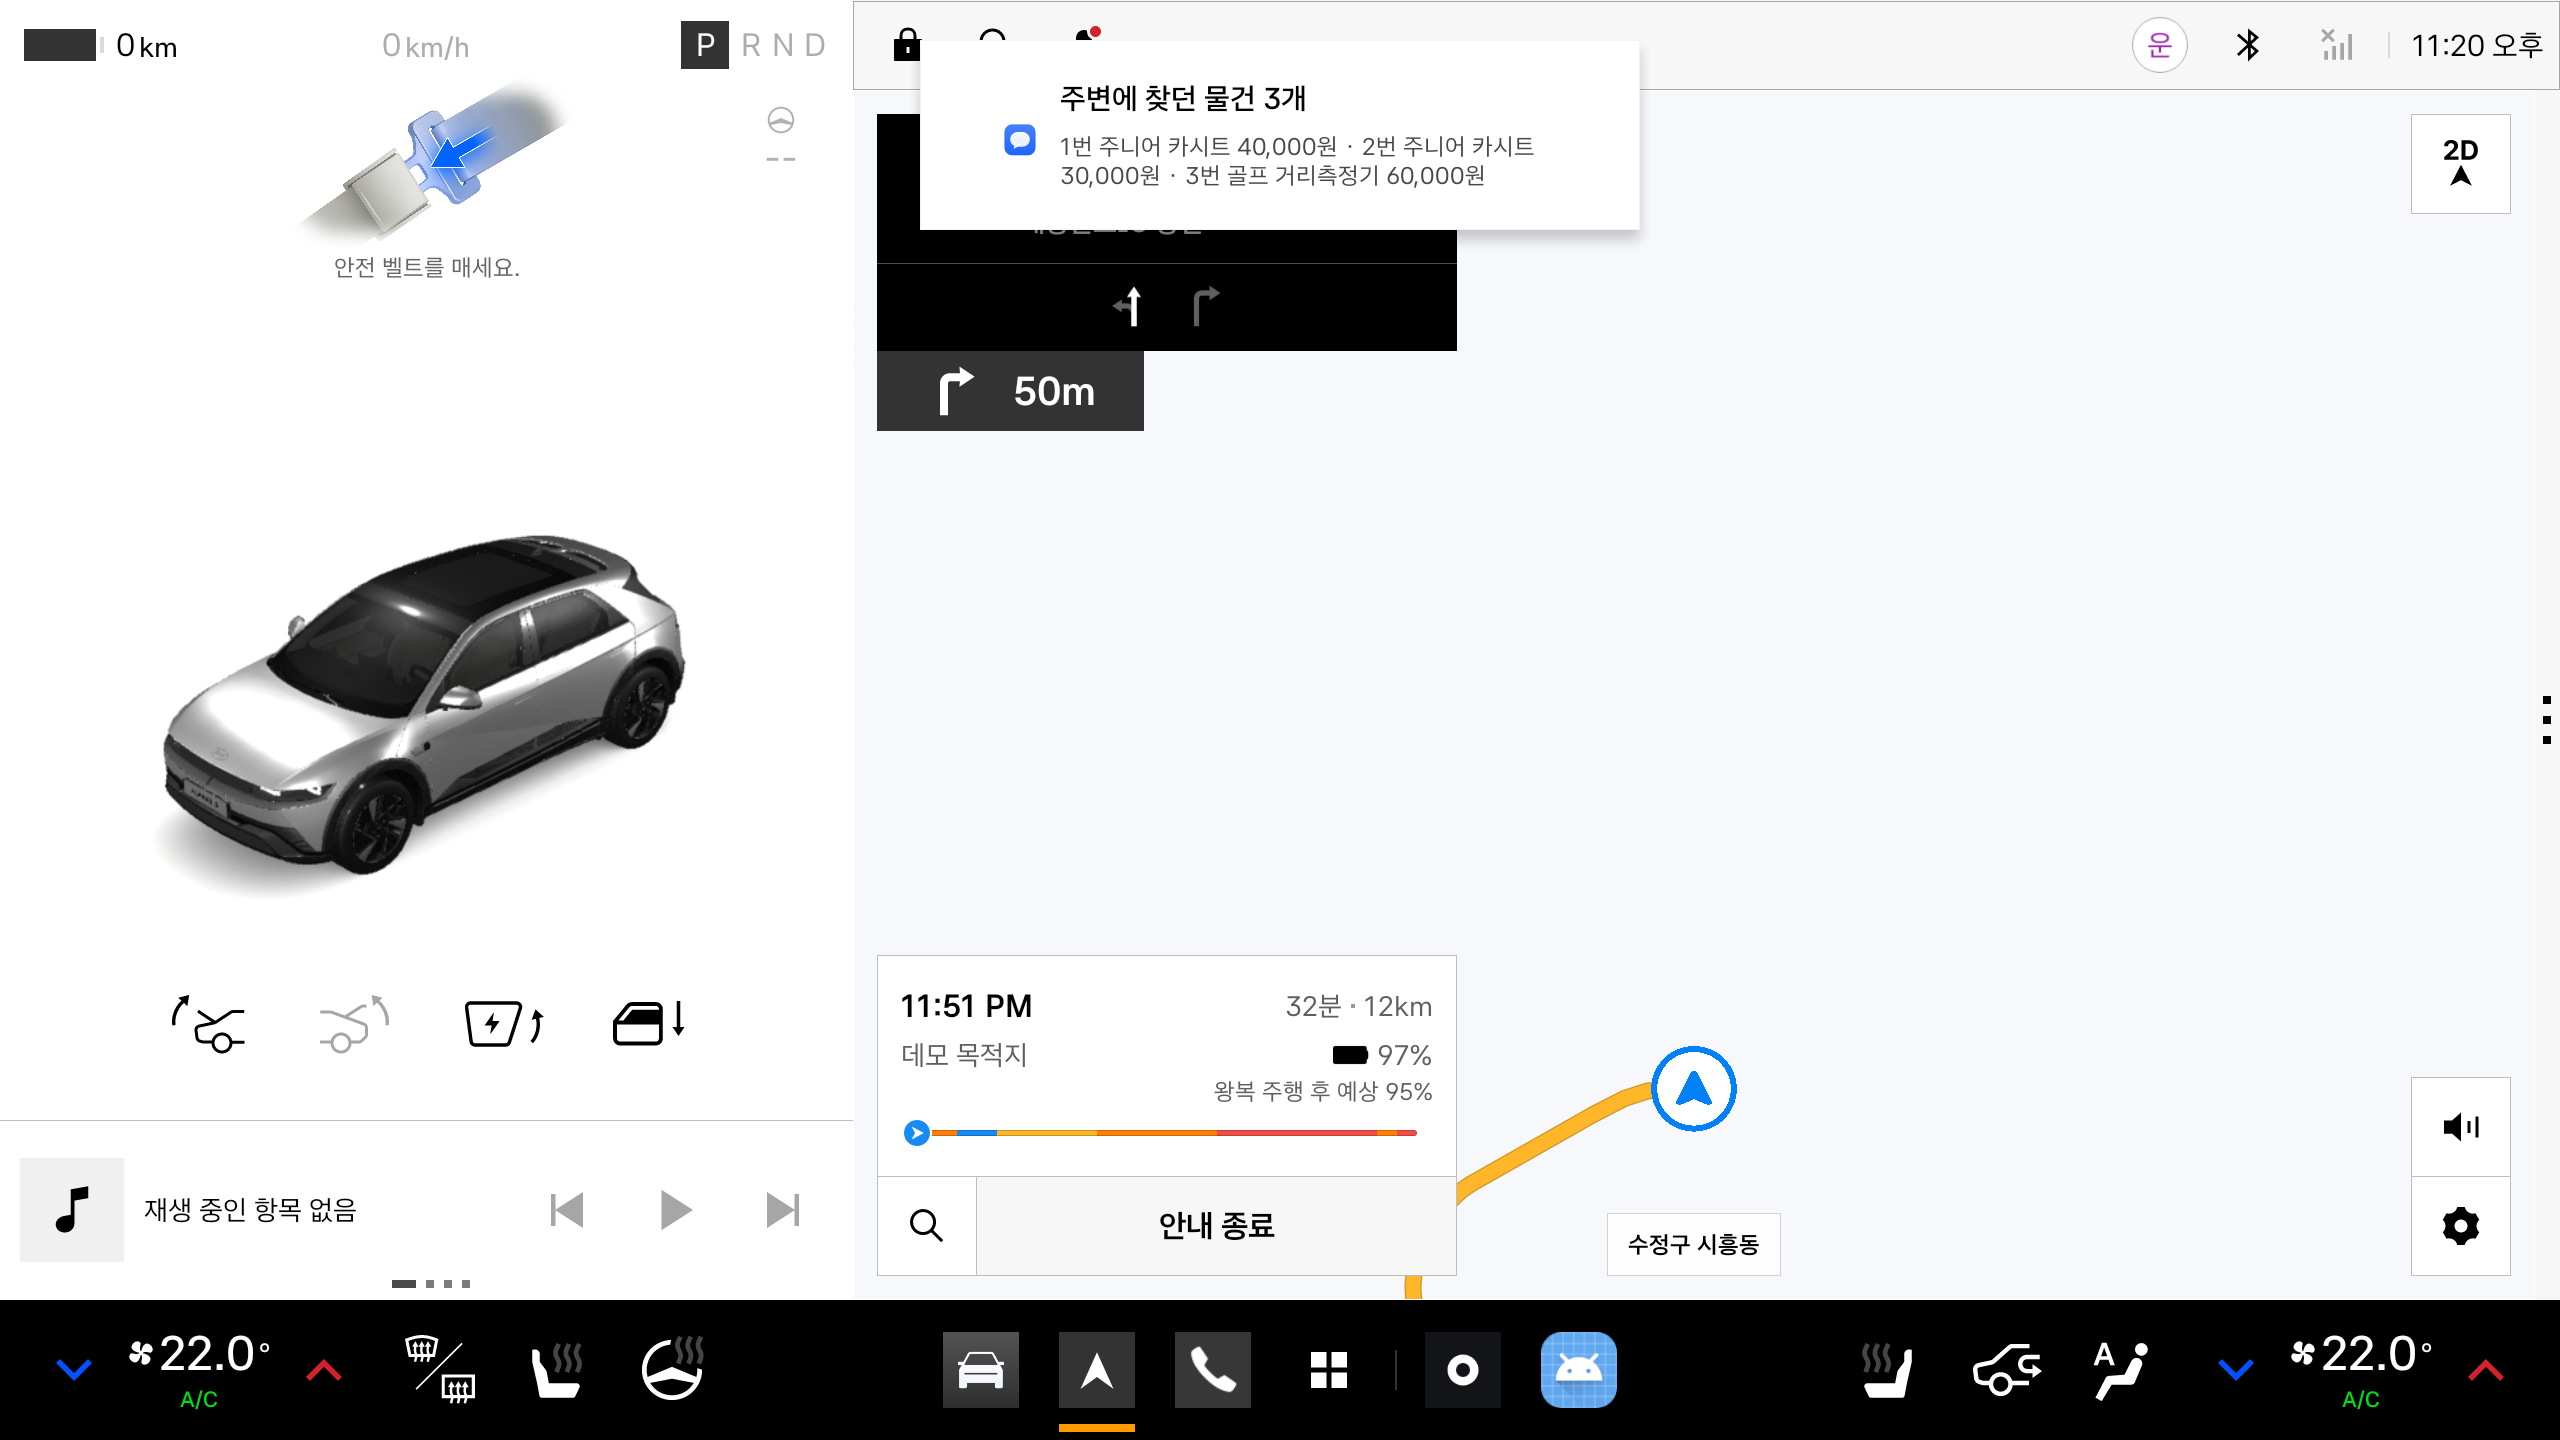 0 km
0 km/h
P R N D
운
11:20 오후
주변에 찾던 물건 3개
1번 주니어 카시트 40,000원 · 2번 주니어 카시트
30,000원 · 3번 골프 거리측정기 60,000원
2D
--
안전 벨트를 매세요.
50m
11:51 PM
32분 · 12km
데모 목적지
97%
왕복 주행 후 예상 95%
안내 종료
수정구 시흥동
재생 중인 항목 없음
22.0°
A/C
A
22.0°
A/C